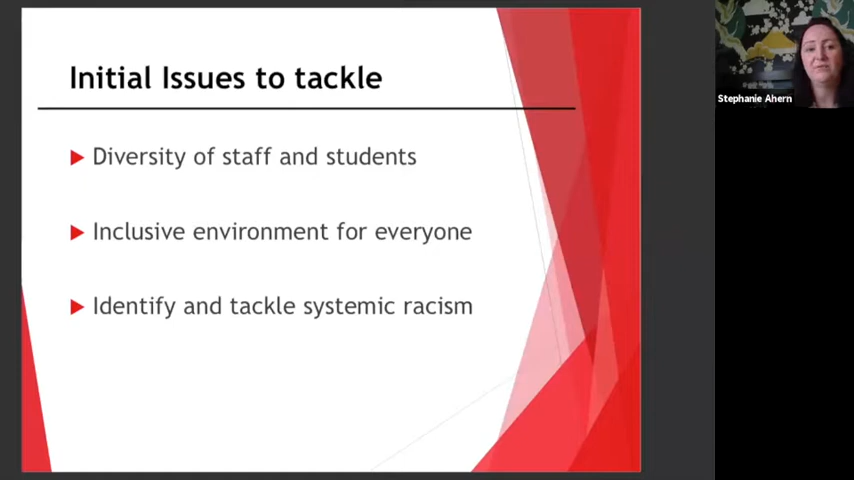 Initial Issues to tackle
Diversity of staff and students
Inclusive environment for everyone
Identify and tackle systemic racism
Stephanie Ahern